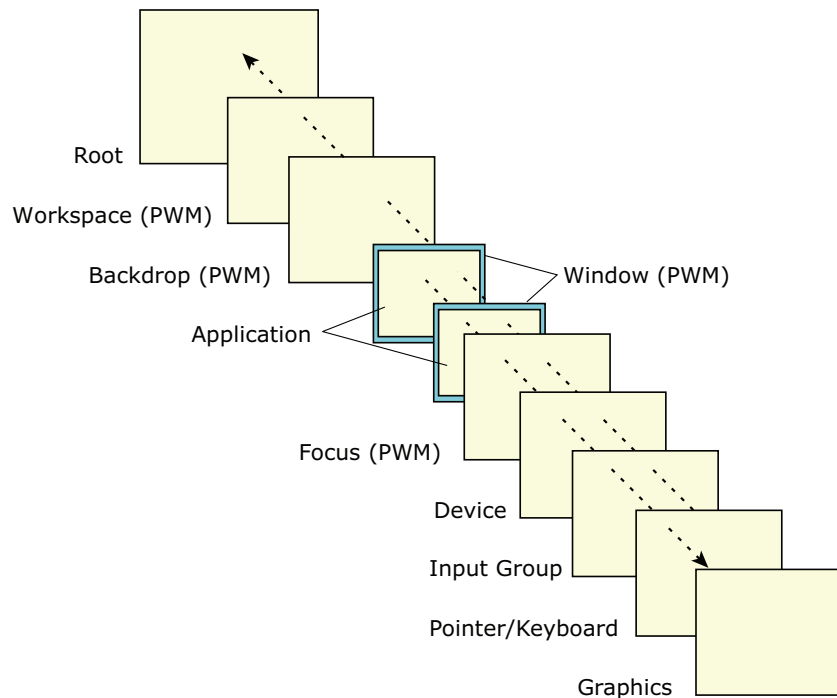 Root
Workspace (PWM)
Backdrop (PWM)
Window (PWM)
Application
Focus (PWM)
Device
Input Group
Pointer/Keyboard
Graphics